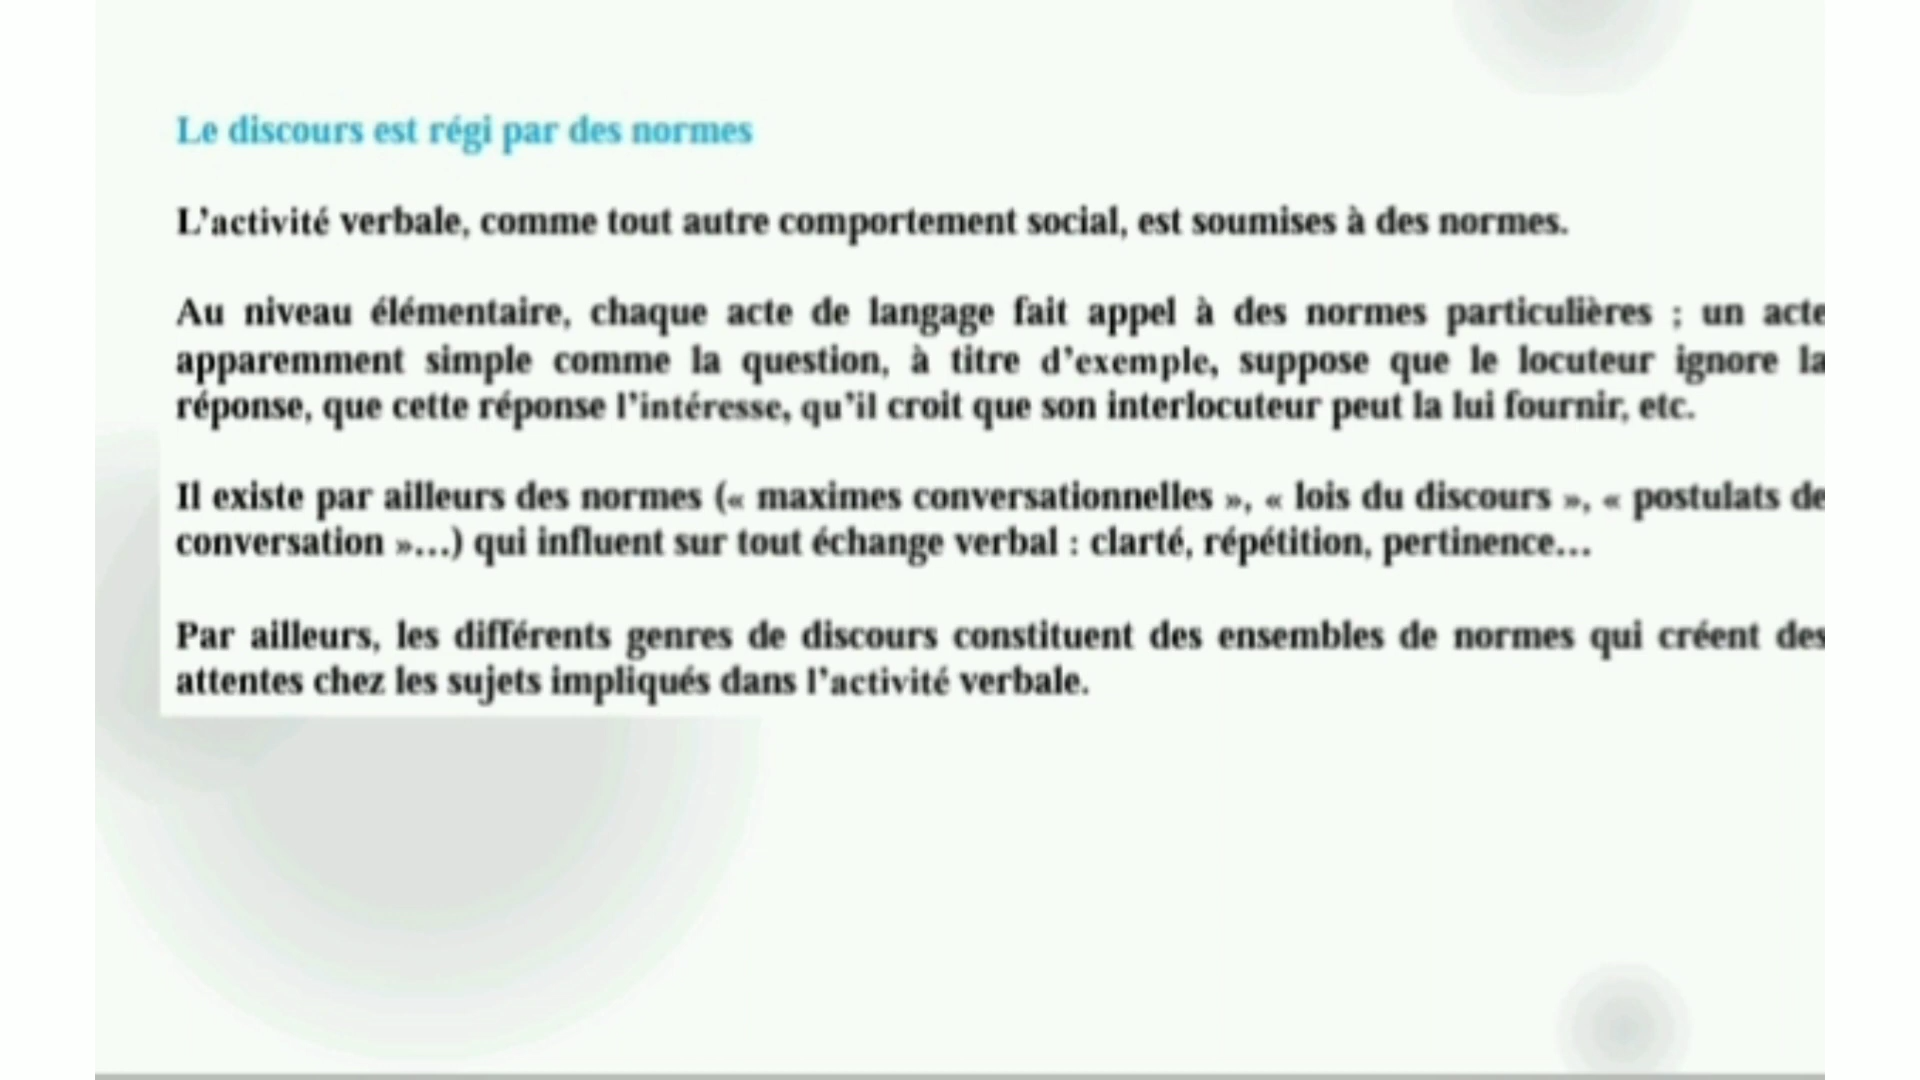 Le discours est régi par des normes
L’activité verbale, comme tout autre comportement social, est soumises à des normes.
Au niveau élémentaire, chaque acte de langage fait appel à des normes particulières ; un acte
apparemment simple comme la question, à titre d’exemple, suppose que le locuteur ignore la
réponse, que cette réponse l’intéresse, qu’il croit que son interlocuteur peut la lui fournir, etc.
Il existe par ailleurs des normes (« maximes conversationnelles », « lois du discours », « postulats de
conversation »…) qui influent sur tout échange verbal : clarté, répétition, pertinence…
Par ailleurs, les différents genres de discours constituent des ensembles de normes qui créent des
attentes chez les sujets impliqués dans l’activité verbale.